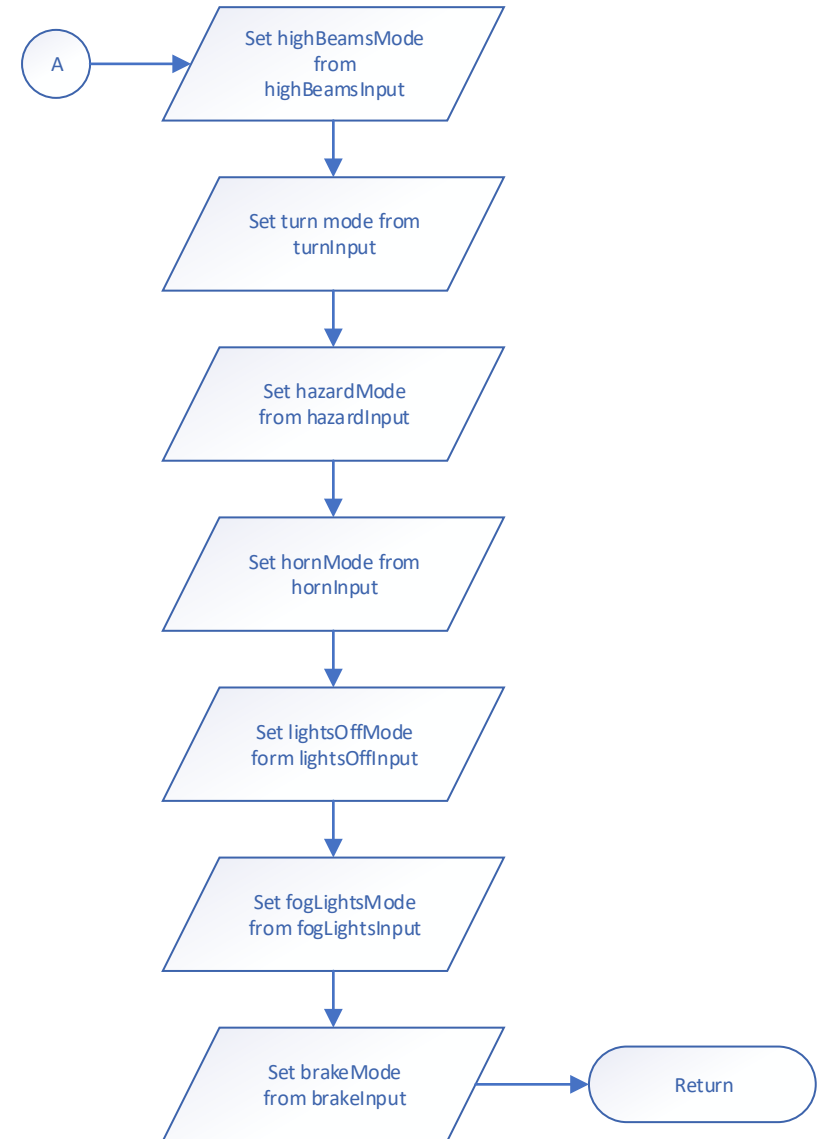 A
Set highBeamsMode
from
highBeamsInput
Set turn mode from
turnInput
Set hazardMode
from hazardInput
Set hornMode from
hornInput
Set lightsOffMode
form lightsOffInput
Set fogLightsMode
from fogLightsInput
Set brakeMode
from brakeInput
Return